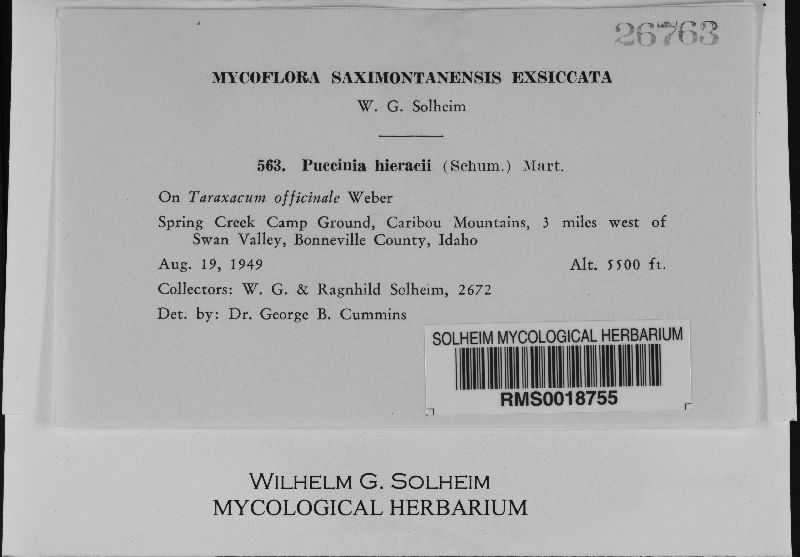 26763
MYCOFLORA SAXIMONTANENSIS EXSICCATA
W. G. Solheim
563. Puccinia hieracii (Schum.) Mart.
On Taraxacum officinale Weber
Spring Creek Camp Ground, Caribou Mountains, 3 miles west of
Swan Valley, Bonneville County, Idaho
Aug. 19, 1949 Alt. 5500 ft.
Collectors: W. G. & Ragnhild Solheim, 2672
Det. by: Dr. George B. Cummins
SOLHEIM MYCOLOGICAL HERBARIUM
RMS0018755
WILHELM G. SOLHEIM
MYCOLOGICAL HERBARIUM